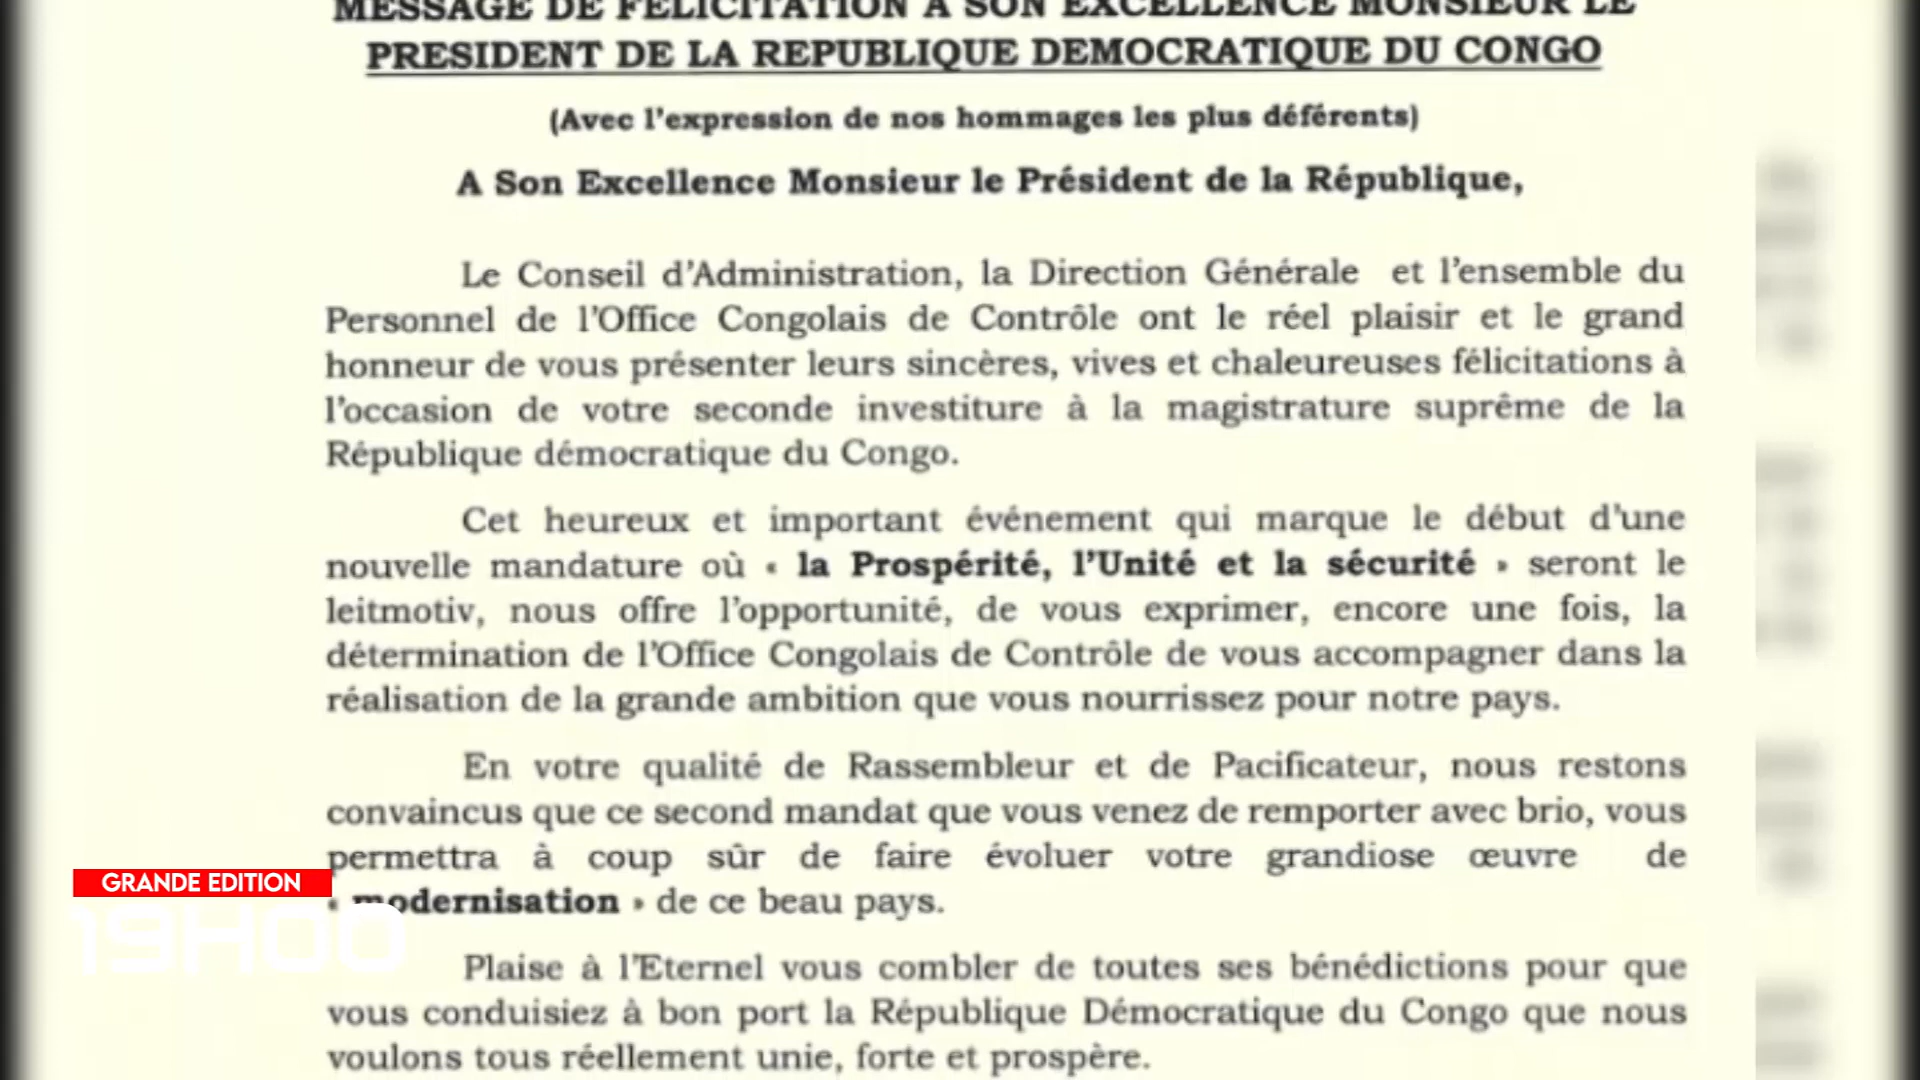 MESSAGE DE FELICITATION A SON EXCELLENCE MONSIEUR LE
PRESIDENT DE LA REPUBLIQUE DEMOCRATIQUE DU CONGO
(Avec l'expression de nos hommages les plus déférents)
A Son Excellence Monsieur le Président de la République,
Le Conseil d'Administration, la Direction Générale et l'ensemble du
Personnel de l'Office Congolais de Contrôle ont le réel plaisir et le grand
honneur de vous présenter leurs sincères, vives et chaleureuses félicitations à
l'occasion de votre seconde investiture à la magistrature suprême de la
République démocratique du Congo.
Cet heureux et important événement qui marque le début d'une
nouvelle mandature où « la Prospérité, l'Unité et la sécurité » seront le
leitmotiv, nous offre l'opportunité, de vous exprimer, encore une fois, la
détermination de l'Office Congolais de Contrôle de vous accompagner dans la
réalisation de la grande ambition que vous nourrissez pour notre pays.
En votre qualité de Rassembleur et de Pacificateur, nous restons
convaincus que ce second mandat que vous venez de remporter avec brio, vous
permettra à coup sûr de faire évoluer votre grandiose œuvre de
« modernisation » de ce beau pays.
Plaise à l'Eternel vous combler de toutes ses bénédictions pour que
vous conduisiez à bon port la République Démocratique du Congo que nous
voulons tous réellement unie, forte et prospère.
GRANDE EDITION
19H00